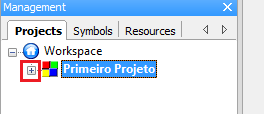 Management
Projects Symbols Resources
Workspace
Primeiro Projeto